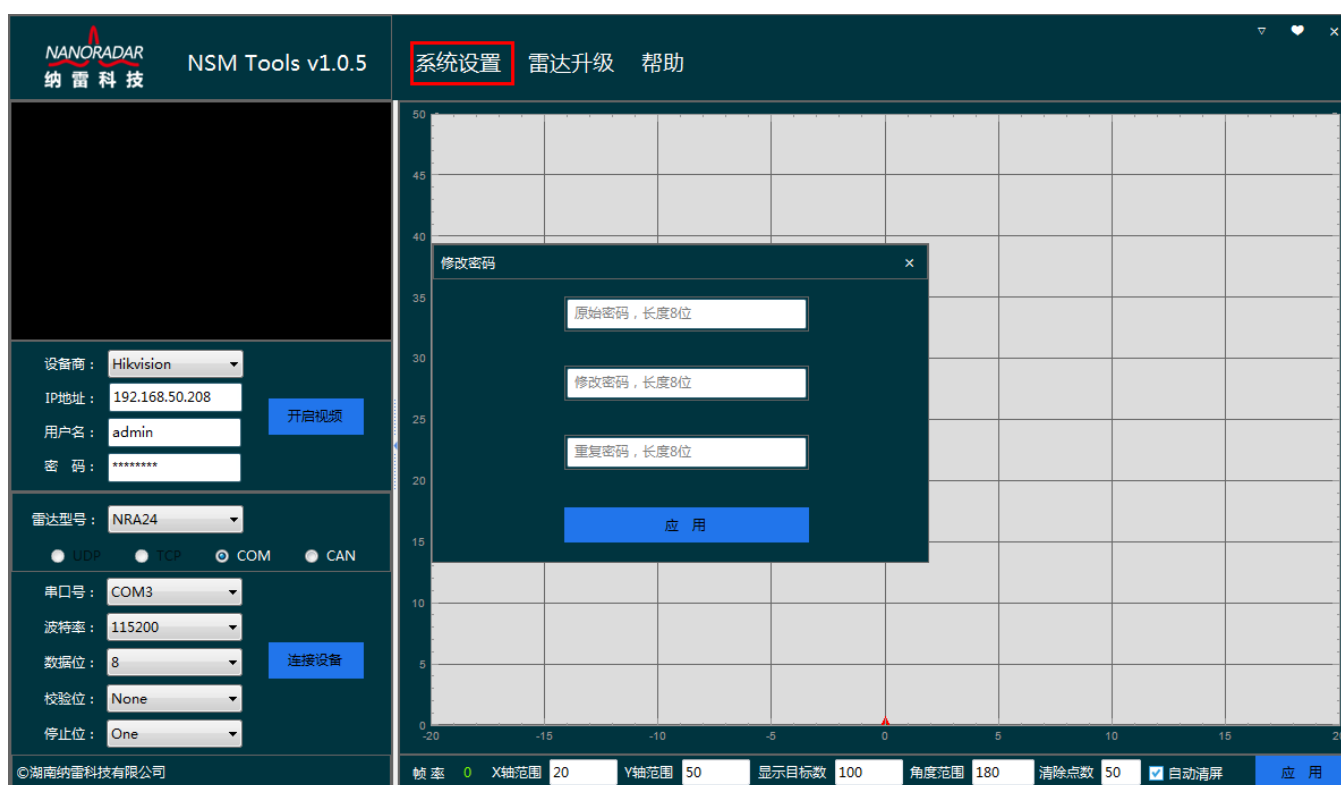 NANORADAR
纳雷科技
NSM Tools v1.0.5
系统设置 雷达升级 帮助
设备商： Hikvision
IP地址： 192.168.50.208
用户名： admin
密 码： ********
开启视频
雷达型号： NRA24
UDP TCP COM CAN
串口号： COM3
波特率： 115200
数据位： 8
校验位： None
停止位： One
连接设备
©湖南纳雷科技有限公司
50
45
40
35
30
25
20
15
10
5
0
-20 -15 -10 -5 0 5 10 15 20
修改密码
原始密码，长度8位
修改密码，长度8位
重复密码，长度8位
应 用
帧率 0 X轴范围 20 Y轴范围 50 显示目标数 100 角度范围 180 清除点数 50 自动清屏 应 用